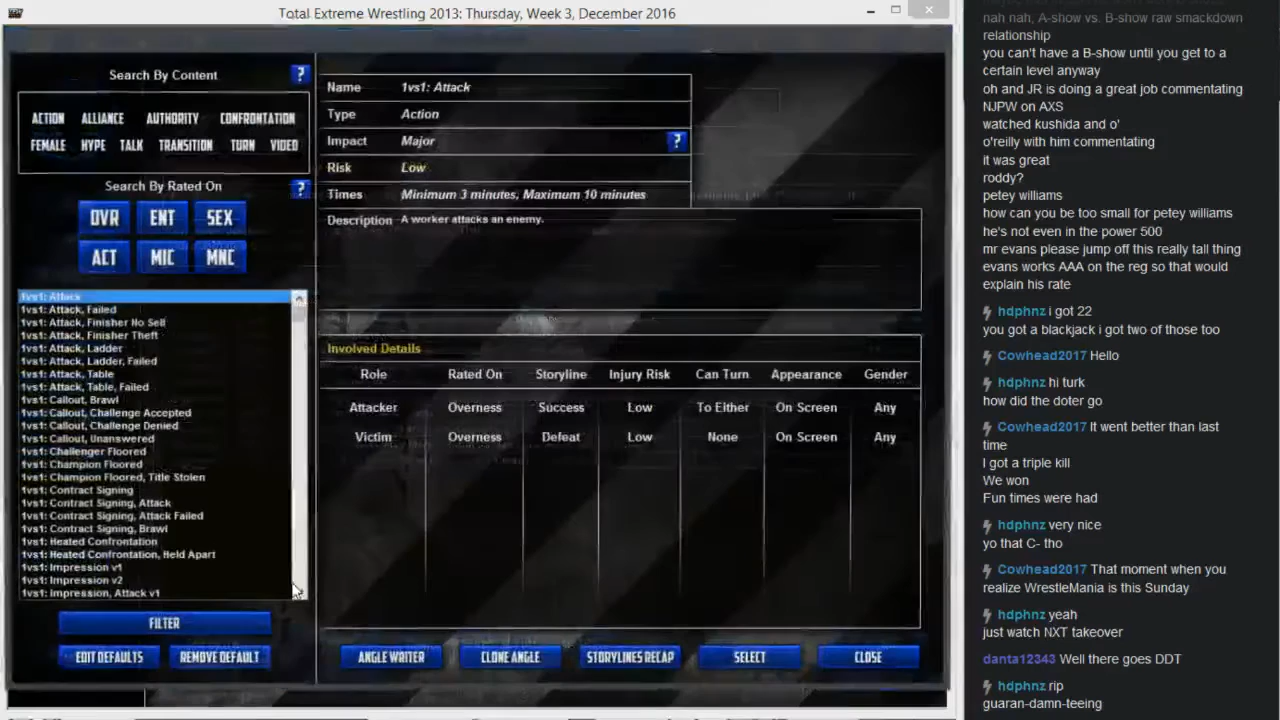 Total Extreme Wrestling 2013: Thursday, Week 3, December 2016
Search By Content
?
ACTION ALLIANCE AUTHORITY CONFRONTATION
FEMALE HYPE TALK TRANSITION TURN VIDEO
Search By Rated On
?
OVR ENT SEX
ACT MIC MNC
1vs1: Attack
1vs1: Attack, Failed
1vs1: Attack, Finisher No Sell
1vs1: Attack, Finisher Theft
1vs1: Attack, Ladder
1vs1: Attack, Ladder, Failed
1vs1: Attack, Table
1vs1: Attack, Table, Failed
1vs1: Callout, Brawl
1vs1: Callout, Challenge Accepted
1vs1: Callout, Challenge Denied
1vs1: Callout, Unanswered
1vs1: Challenger Floored
1vs1: Champion Floored
1vs1: Champion Floored, Title Stolen
1vs1: Contract Signing
1vs1: Contract Signing, Attack
1vs1: Contract Signing, Attack Failed
1vs1: Contract Signing, Brawl
1vs1: Heated Confrontation
1vs1: Heated Confrontation, Held Apart
1vs1: Impression v1
1vs1: Impression v2
1vs1: Impression, Attack v1
FILTER
EDIT DEFAULTS REMOVE DEFAULT
Name 1vs1: Attack
Type Action
Impact Major ?
Risk Low
Times Minimum 3 minutes, Maximum 10 minutes
Description A worker attacks an enemy.
Involved Details
Role Rated On Storyline Injury Risk Can Turn Appearance Gender
Attacker Overness Success Low To Either On Screen Any
Victim Overness Defeat Low None On Screen Any
ANGLE WRITER CLONE ANGLE STORYLINES RECAP SELECT CLOSE
nah nah, A-show vs. B-show raw smackdown
relationship
you can't have a B-show until you get to a
certain level anyway
oh and JR is doing a great job commentating
NJPW on AXS
watched kushida and o'
o'reilly with him commentating
it was great
roddy?
petey williams
how can you be too small for petey williams
he's not even in the power 500
mr evans please jump off this really tall thing
evans works AAA on the reg so that would
explain his rate
hdphnz i got 22
you got a blackjack i got two of those too
Cowhead2017 Hello
hdphnz hi turk
how did the doter go
Cowhead2017 It went better than last
time
I got a triple kill
We won
Fun times were had
hdphnz very nice
yo that C- tho
Cowhead2017 That moment when you
realize WrestleMania is this Sunday
hdphnz yeah
just watch NXT takeover
danta12343 Well there goes DDT
hdphnz rip
guaran-damn-teeing